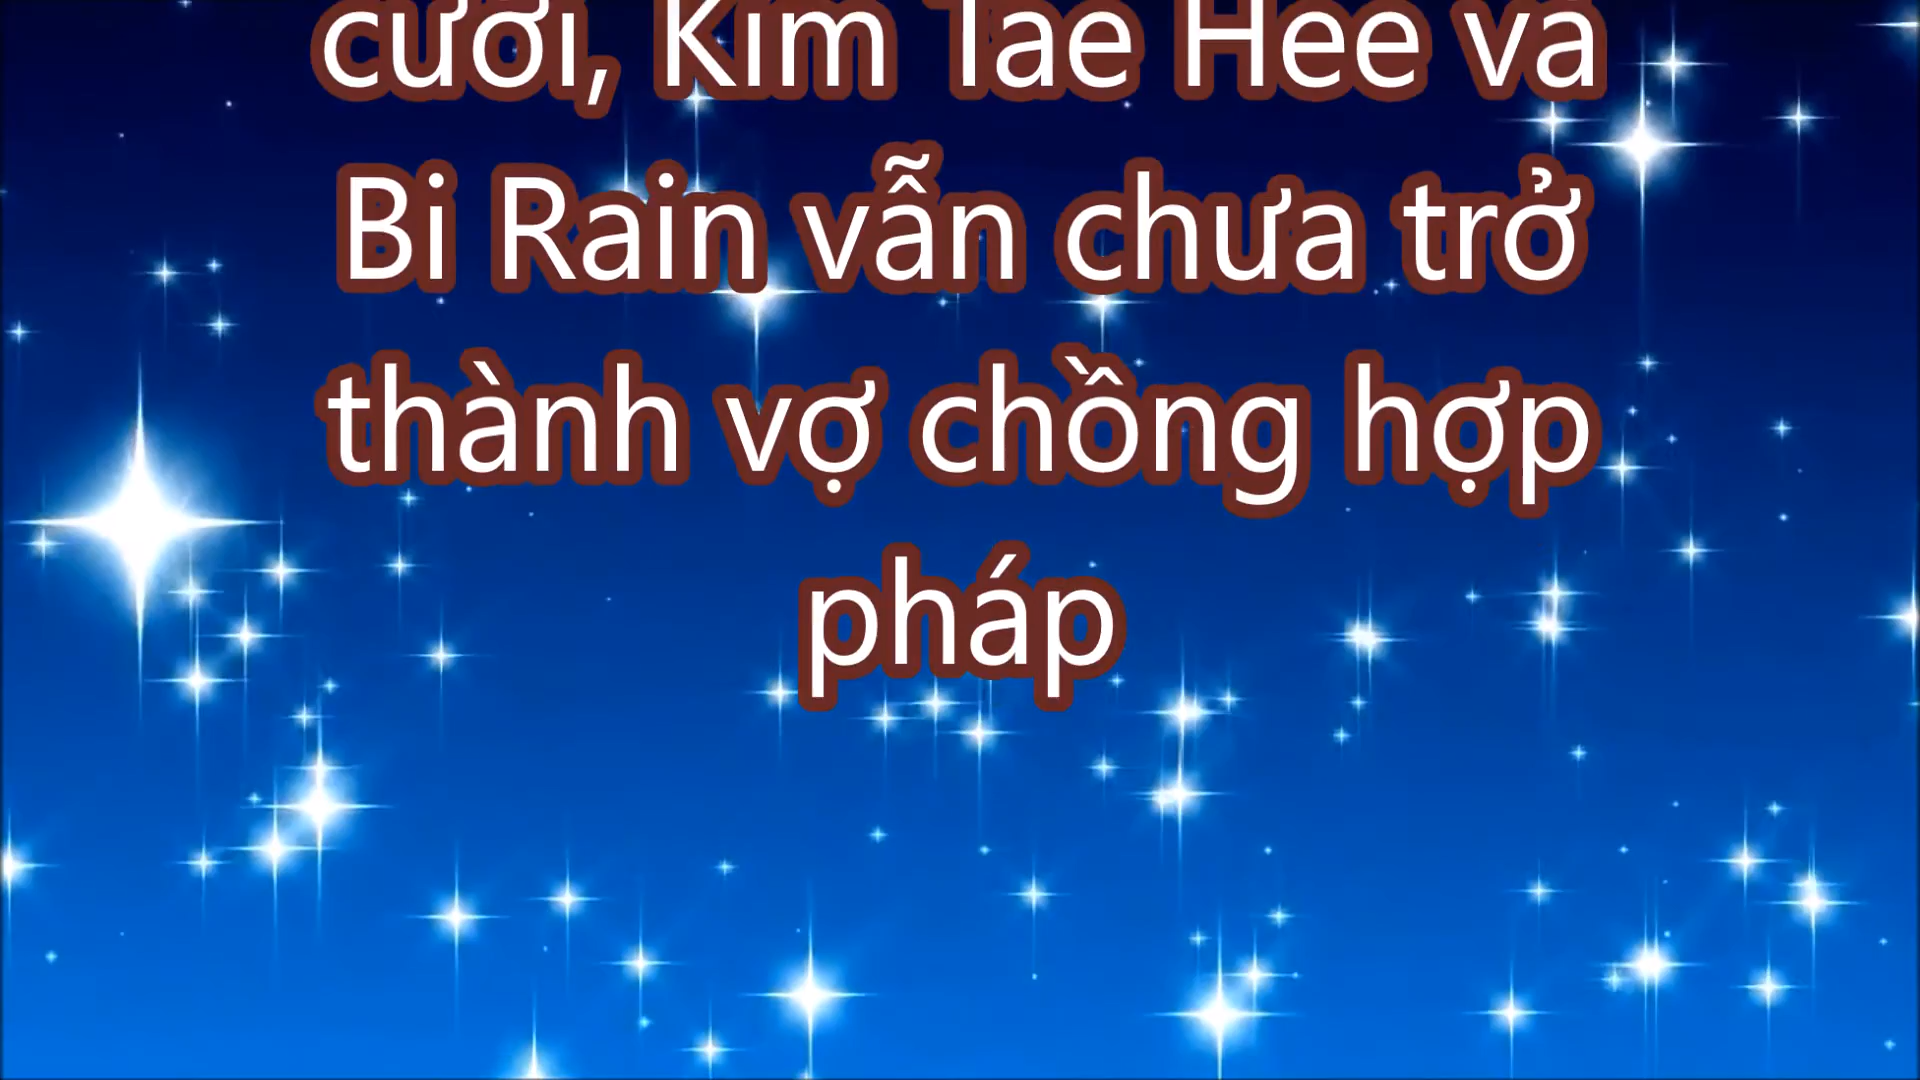 cưới, Kim Tae Hee và
Bi Rain vẫn chưa trở
thành vợ chồng hợp
pháp